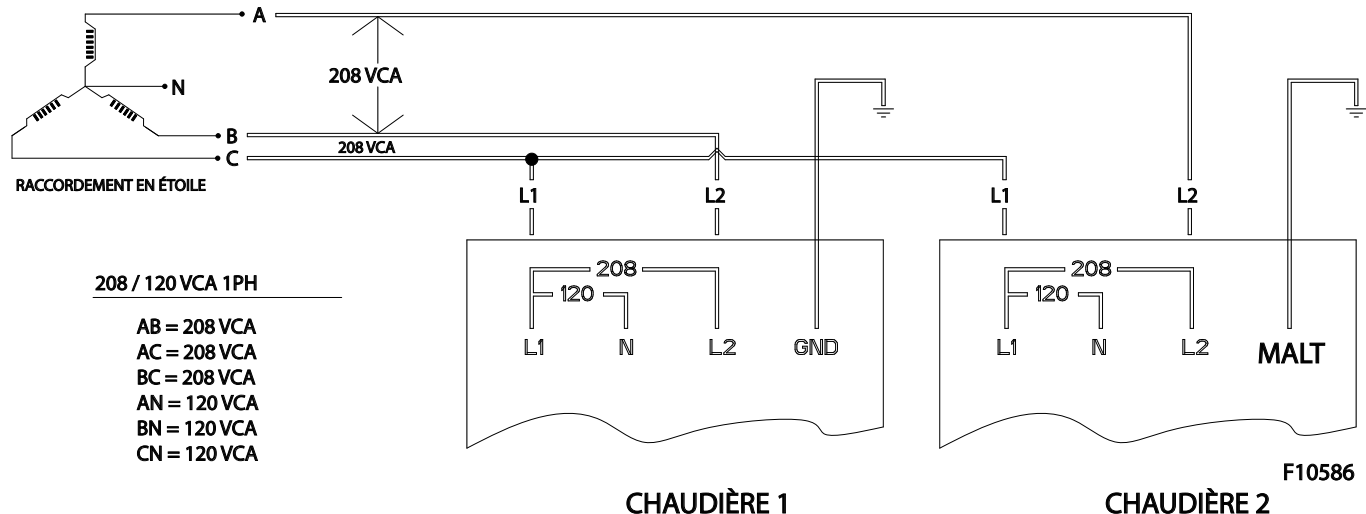 A
208 VCA
N
B
208 VCA
C
RACCORDEMENT EN ÉTOILE
L1
L2
L1
L2
208 / 120 VCA 1PH
AB = 208 VCA
AC = 208 VCA
BC = 208 VCA
AN = 120 VCA
BN = 120 VCA
CN = 120 VCA
208
120
L1 N L2 GND
208
120
L1 N L2 MALT
F10586
CHAUDIÈRE 1
CHAUDIÈRE 2